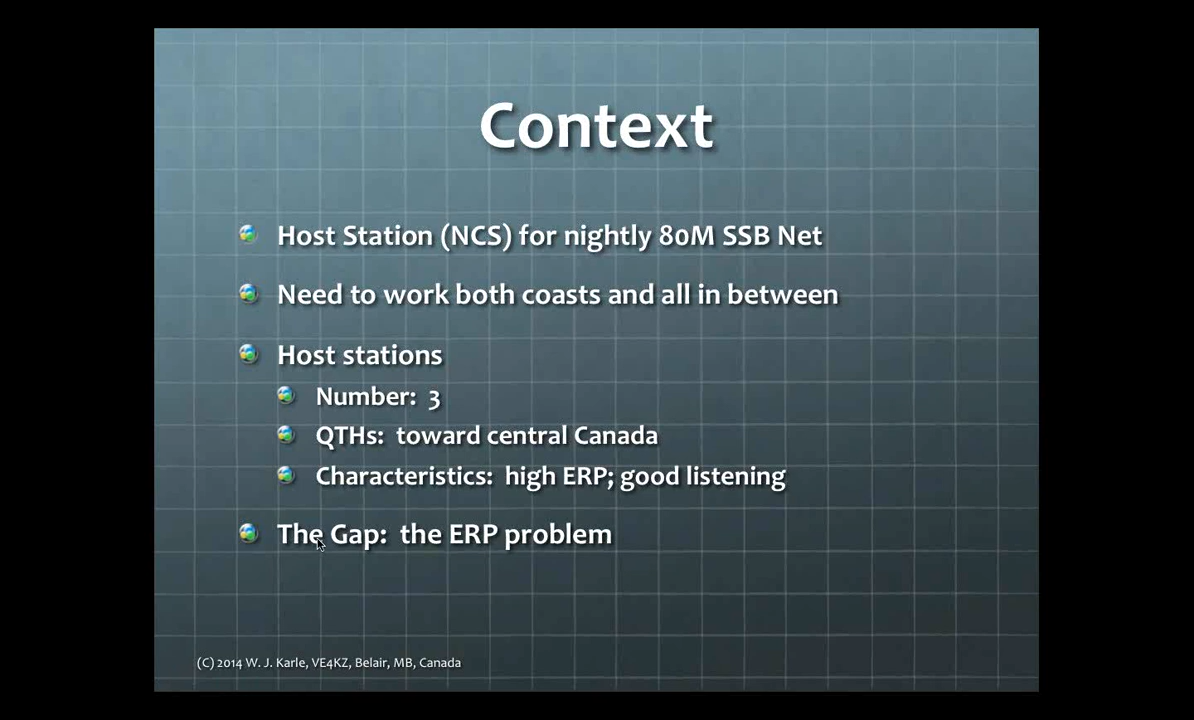 Context
Host Station (NCS) for nightly 80M SSB Net
Need to work both coasts and all in between
Host stations
Number:  3
QTHs:  toward central Canada
Characteristics:  high ERP; good listening
The Gap:  the ERP problem
(C) 2014 W. J. Karle, VE4KZ, Belair, MB, Canada